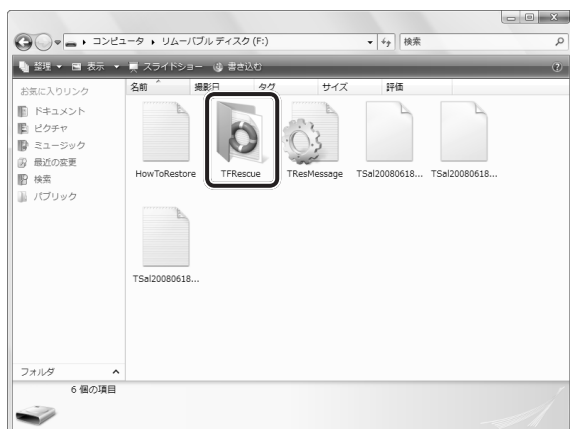 コンピュータ ▸ リムーバブル ディスク (F:)
検索
整理 表示 スライドショー 書き込む
お気に入りリンク
ドキュメント
ピクチャ
ミュージック
最近の変更
検索
パブリック
フォルダ
名前 撮影日 タグ サイズ 評価
HowToRestore TFRescue TResMessage TSal20080618... TSal20080618...
TSal20080618...
6 個の項目